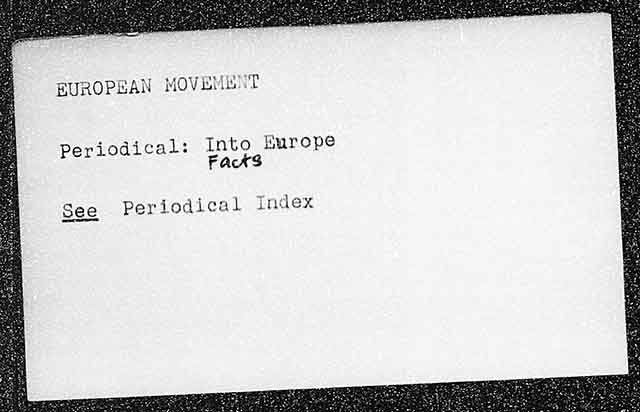 EUROPEAN MOVEMENT
Periodical: Into Europe
Facts
See Periodical Index